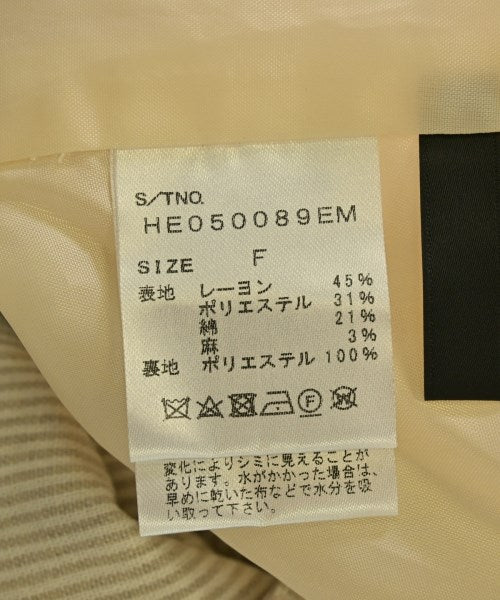 S/TNO.
HE050089EM
SIZE F
表地 レーヨン 45%
ポリエステル 31%
綿 21%
麻 3%
裏地 ポリエステル 100%
F W
変化によりシミに見えることが
あります。水がかかった場合は、
早めに乾いた布などで水分を吸
い取って下さい。